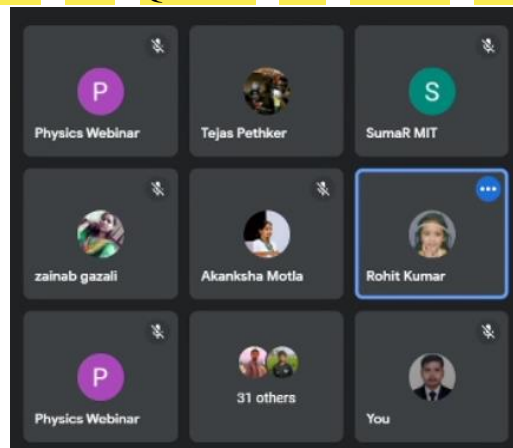 P
Physics Webinar
Tejas Pethker
S
SumaR MIT
zainab gazali
Akanksha Motla
Rohit Kumar
P
Physics Webinar
31 others
You